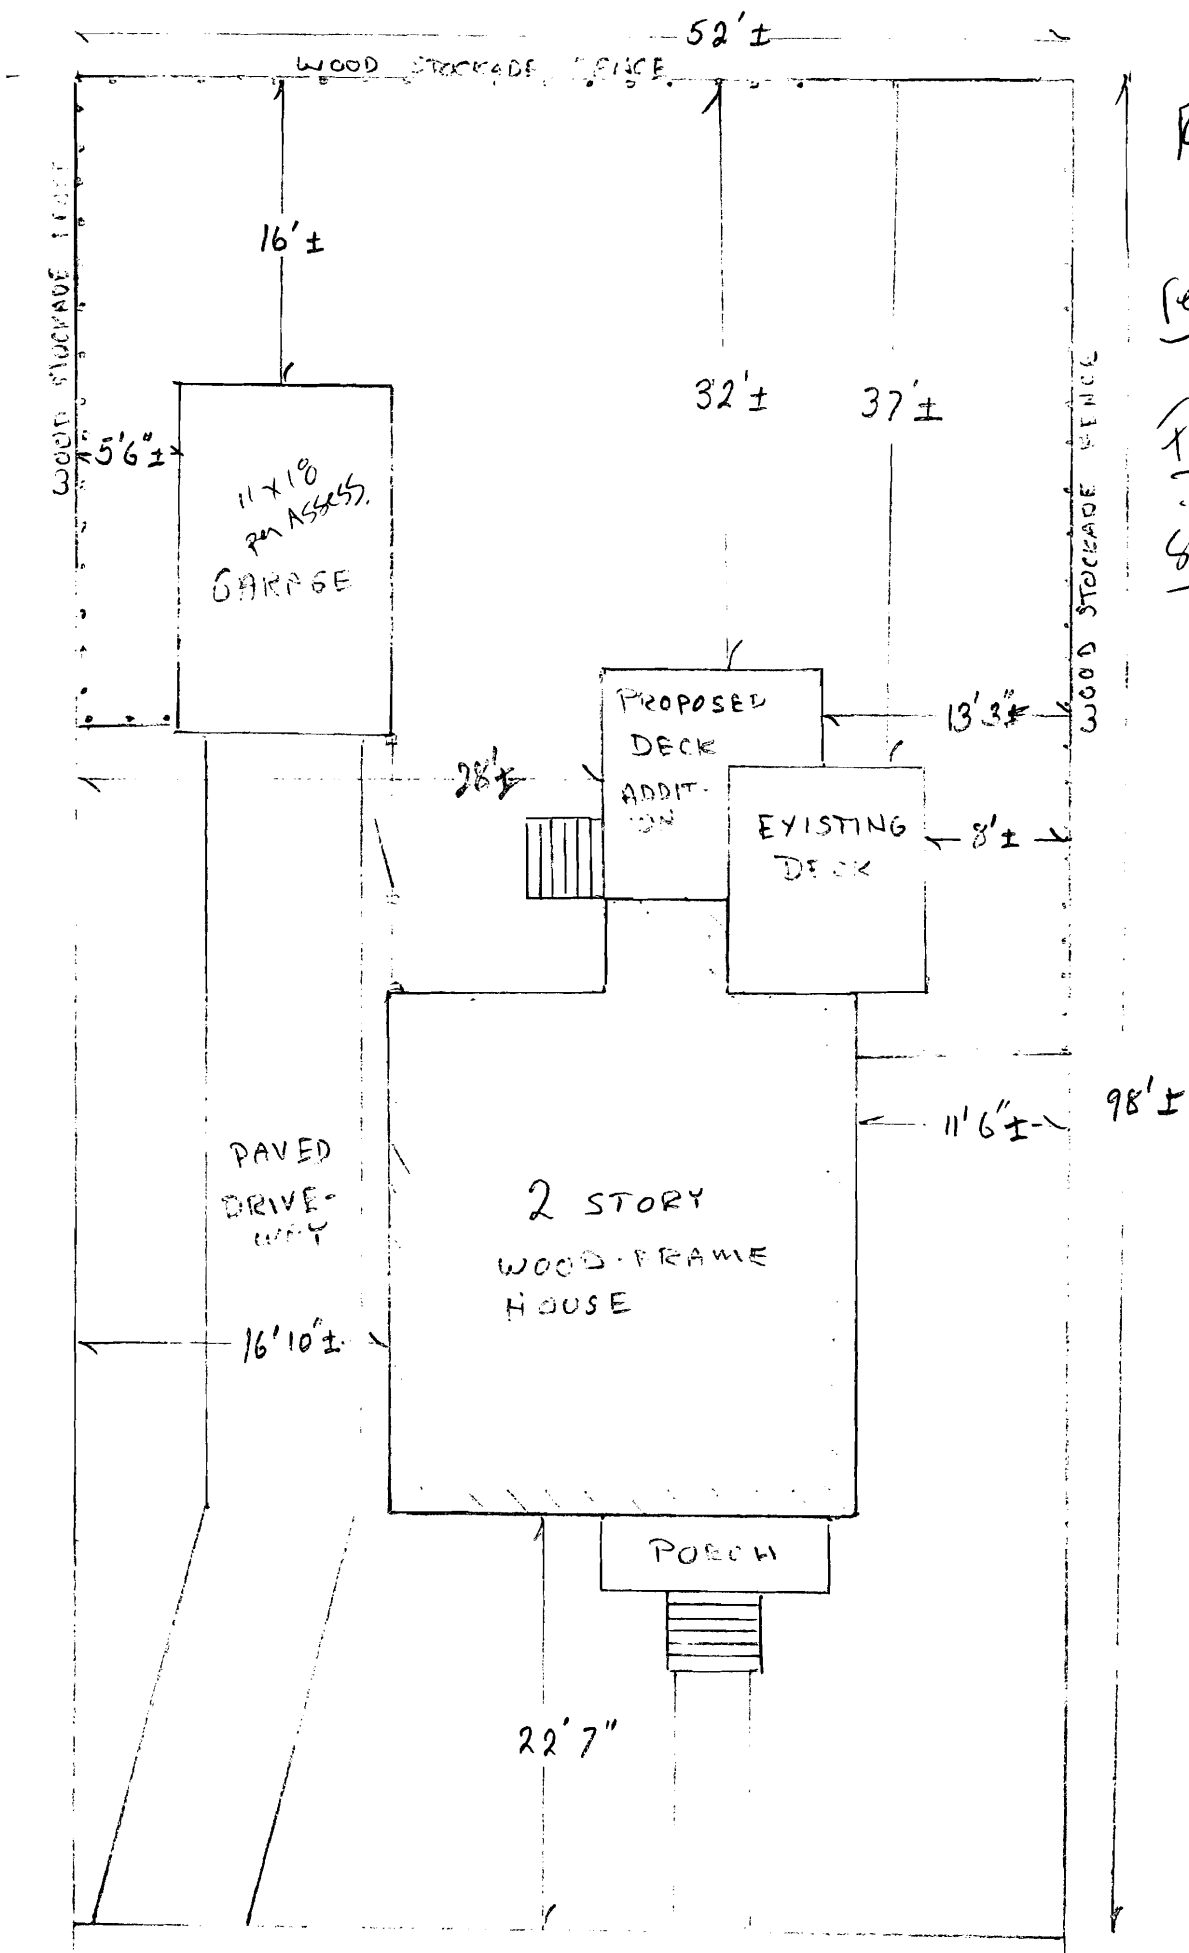 52'±
WOOD STOCKADE FENCE
WOOD STOCKADE
16'±
32'±
37'±
WOOD STOCKADE FENCE
5'6"±
11 x 18
per Assess.
GARAGE
PROPOSED
DECK
ADDIT-
ION
13'3"±
28'±
EXISTING
DECK
8'±
98'±
11'6"±
PAVED
DRIVE-
WAY
2 STORY
WOOD-FRAME
HOUSE
16'10"±
PORCH
22'7"